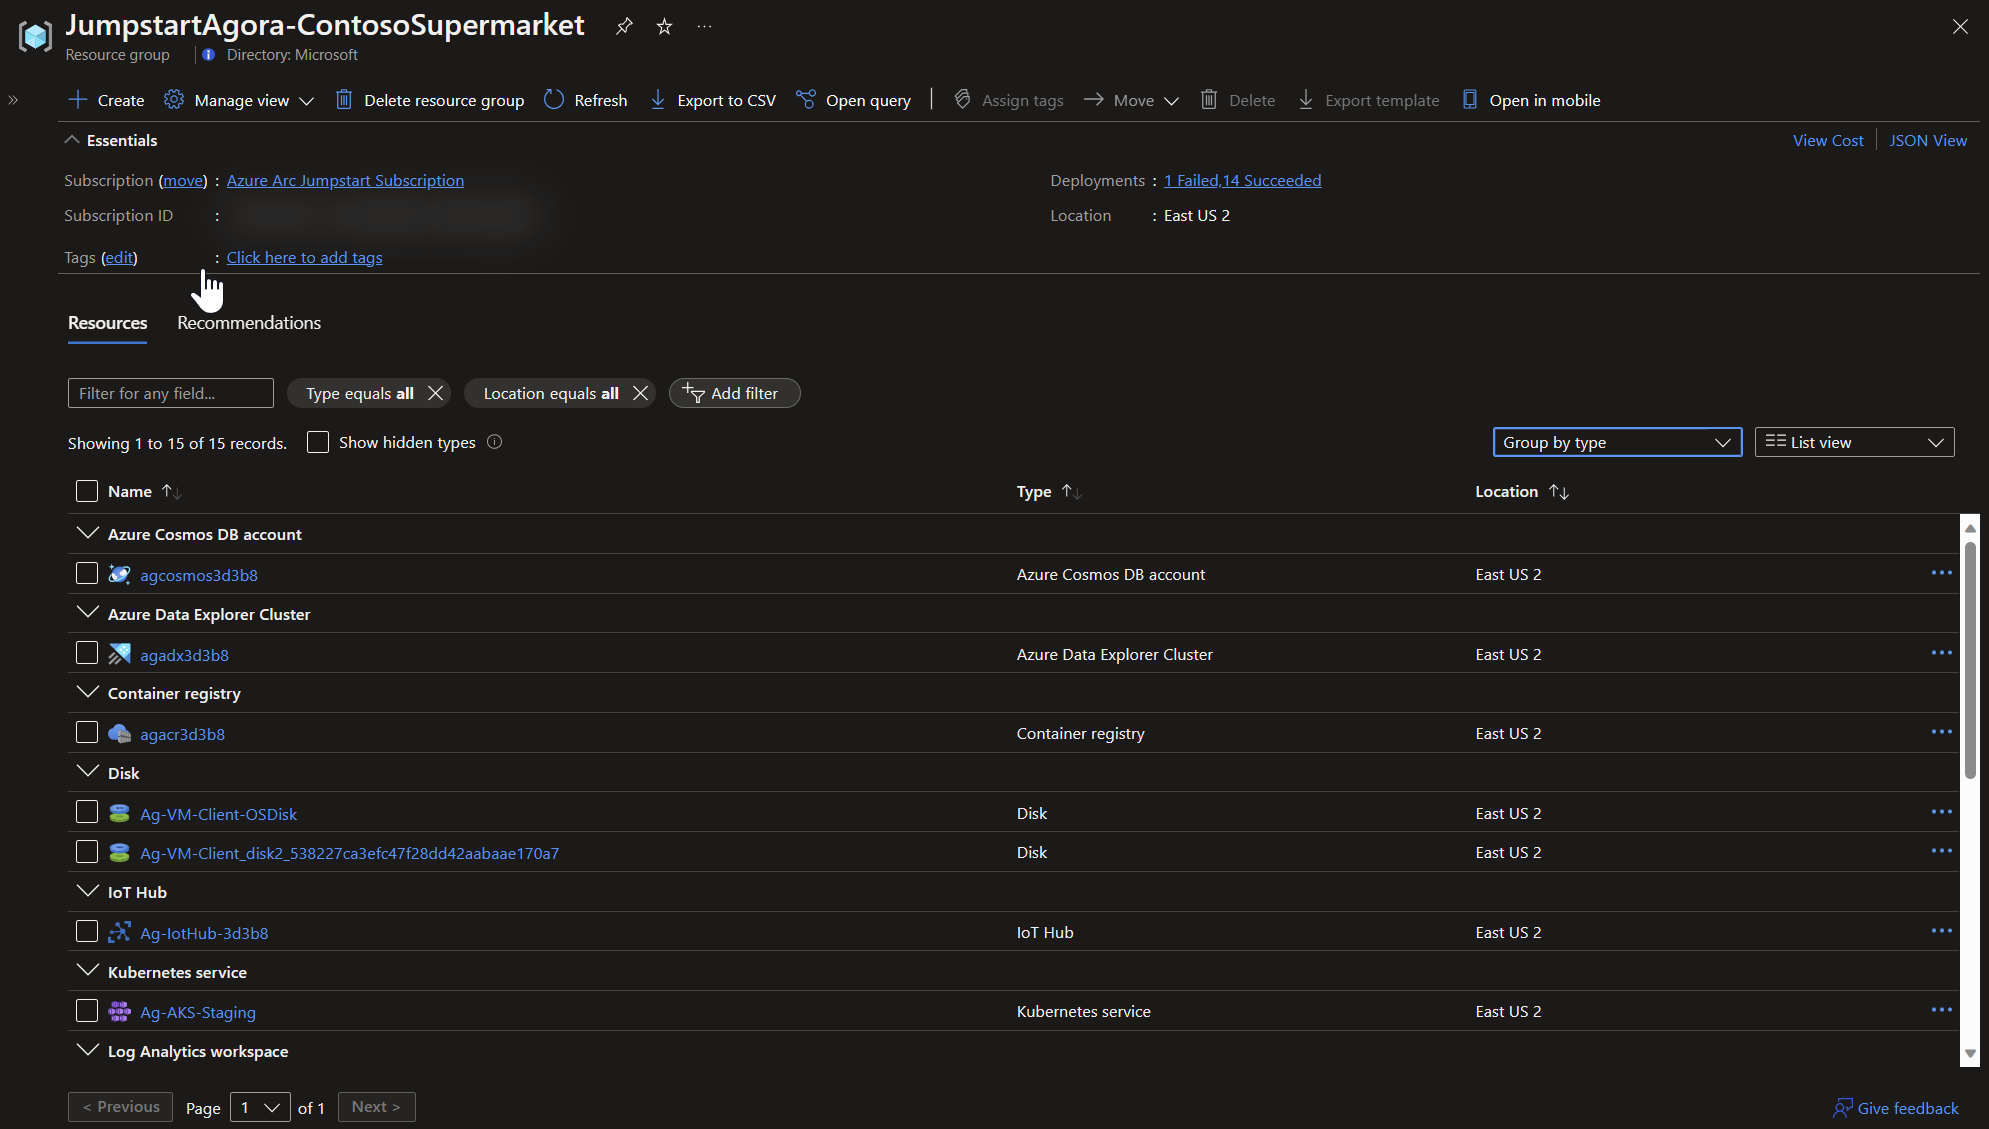 JumpstartAgora-ContosoSupermarket
Resource group Directory: Microsoft
Create Manage view Delete resource group Refresh Export to CSV Open query Assign tags Move Delete Export template Open in mobile
Essentials View Cost JSON View
Subscription (move) : Azure Arc Jumpstart Subscription Deployments : 1 Failed,14 Succeeded
Subscription ID : Location : East US 2
Tags (edit) : Click here to add tags
Resources Recommendations
Filter for any field... Type equals all Location equals all Add filter
Showing 1 to 15 of 15 records. Show hidden types Group by type List view
Name Type Location
Azure Cosmos DB account
agcosmos3d3b8 Azure Cosmos DB account East US 2
Azure Data Explorer Cluster
agadx3d3b8 Azure Data Explorer Cluster East US 2
Container registry
agacr3d3b8 Container registry East US 2
Disk
Ag-VM-Client-OSDisk Disk East US 2
Ag-VM-Client_disk2_538227ca3efc47f28dd42aabaae170a7 Disk East US 2
IoT Hub
Ag-IotHub-3d3b8 IoT Hub East US 2
Kubernetes service
Ag-AKS-Staging Kubernetes service East US 2
Log Analytics workspace
< Previous Page 1 of 1 Next > Give feedback